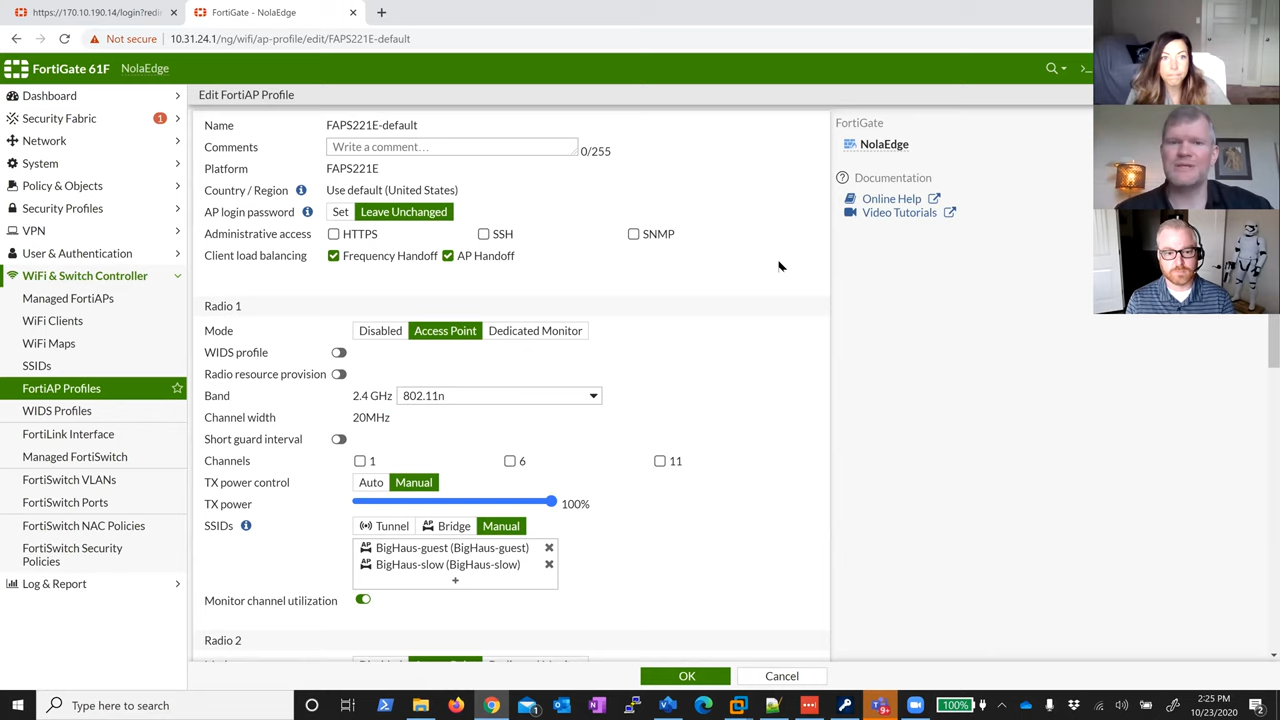 https://170.10.190.14/login?redi
FortiGate - NolaEdge
Not secure 10.31.24.1/ng/wifi/ap-profile/edit/FAPS221E-default
FortiGate 61F NolaEdge
Dashboard
Security Fabric 1
Network
System
Policy & Objects
Security Profiles
VPN
User & Authentication
WiFi & Switch Controller
Managed FortiAPs
WiFi Clients
WiFi Maps
SSIDs
FortiAP Profiles
WIDS Profiles
FortiLink Interface
Managed FortiSwitch
FortiSwitch VLANs
FortiSwitch Ports
FortiSwitch NAC Policies
FortiSwitch Security
Policies
Log & Report
Edit FortiAP Profile
Name FAPS221E-default
Comments Write a comment... 0/255
Platform FAPS221E
Country / Region Use default (United States)
AP login password Set Leave Unchanged
Administrative access HTTPS SSH SNMP
Client load balancing Frequency Handoff AP Handoff
Radio 1
Mode Disabled Access Point Dedicated Monitor
WIDS profile
Radio resource provision
Band 2.4 GHz 802.11n
Channel width 20MHz
Short guard interval
Channels 1 6 11
TX power control Auto Manual
TX power 100%
SSIDs Tunnel Bridge Manual
BigHaus-guest (BigHaus-guest)
BigHaus-slow (BigHaus-slow)
Monitor channel utilization
Radio 2
OK Cancel
FortiGate
NolaEdge
Documentation
Online Help
Video Tutorials
Type here to search
100%
2:25 PM
10/23/2020